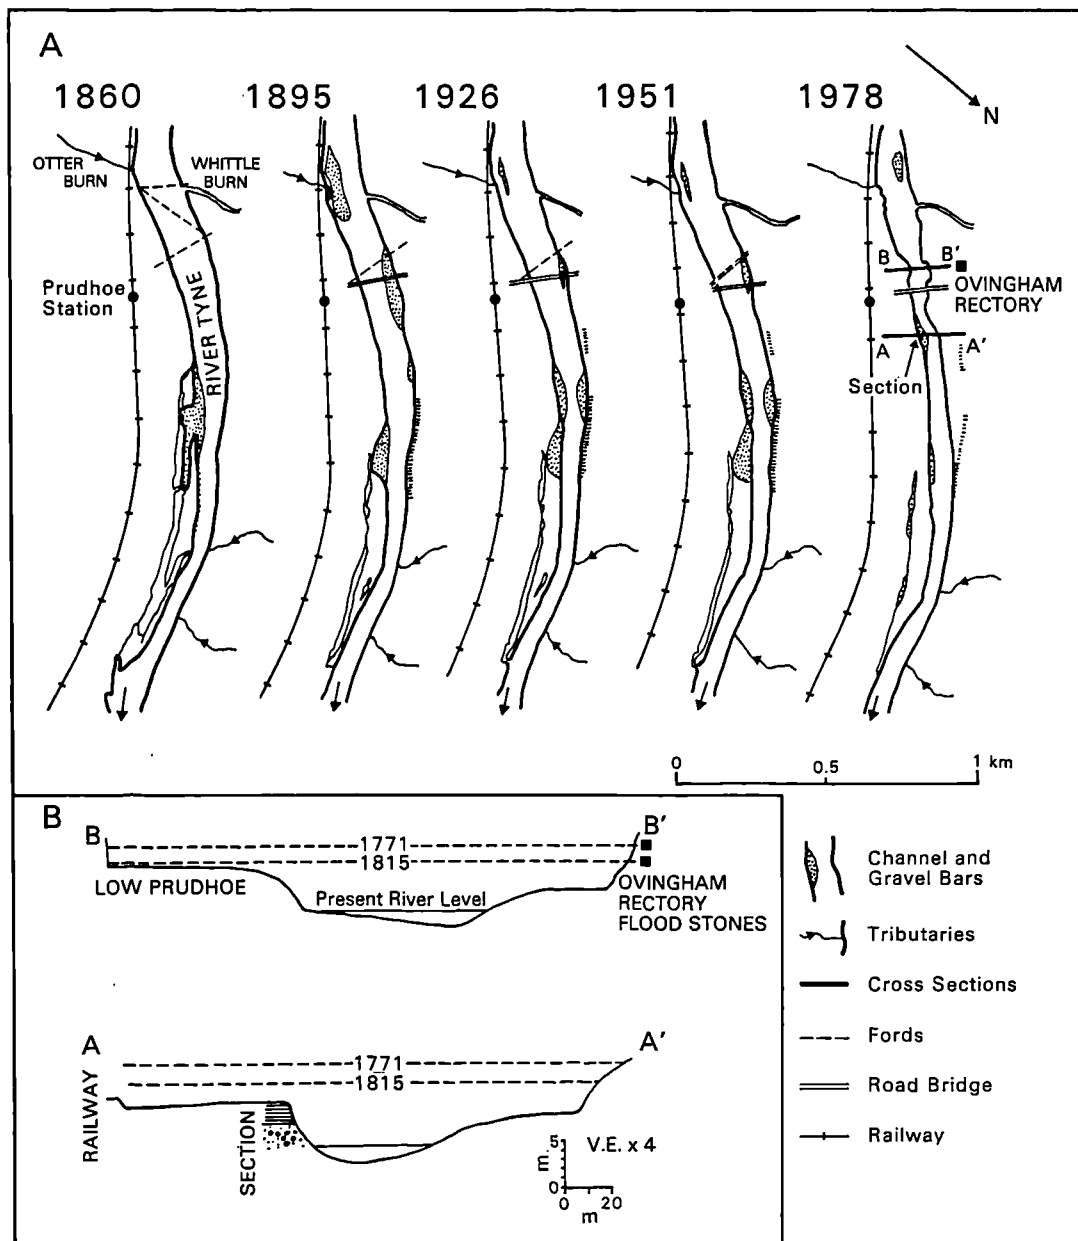 A
1860
1895
1926
1951
1978
N
OTTER
BURN
WHITTLE
BURN
Prudhoe
Station
RIVER TYNE
B
B'
OVINGHAM
RECTORY
A
A'
Section
0
0.5
1 km
B
B
B'
1771
1815
LOW PRUDHOE
Present River Level
OVINGHAM
RECTORY
FLOOD STONES
A
A'
1771
1815
RAILWAY
SECTION
5
m
0
V.E. x 4
0
20
m
Channel and
Gravel Bars
Tributaries
Cross Sections
Fords
Road Bridge
Railway